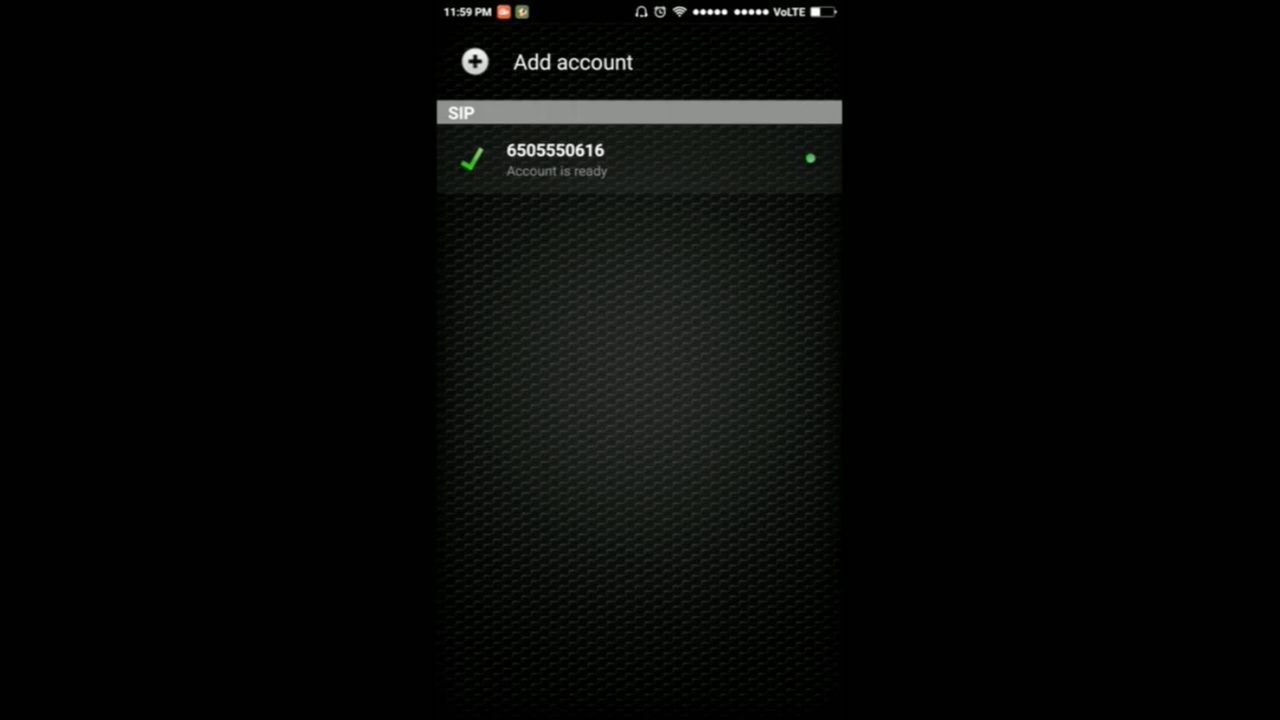 11:59 PM VoLTE
Add account
SIP
6505550616
Account is ready